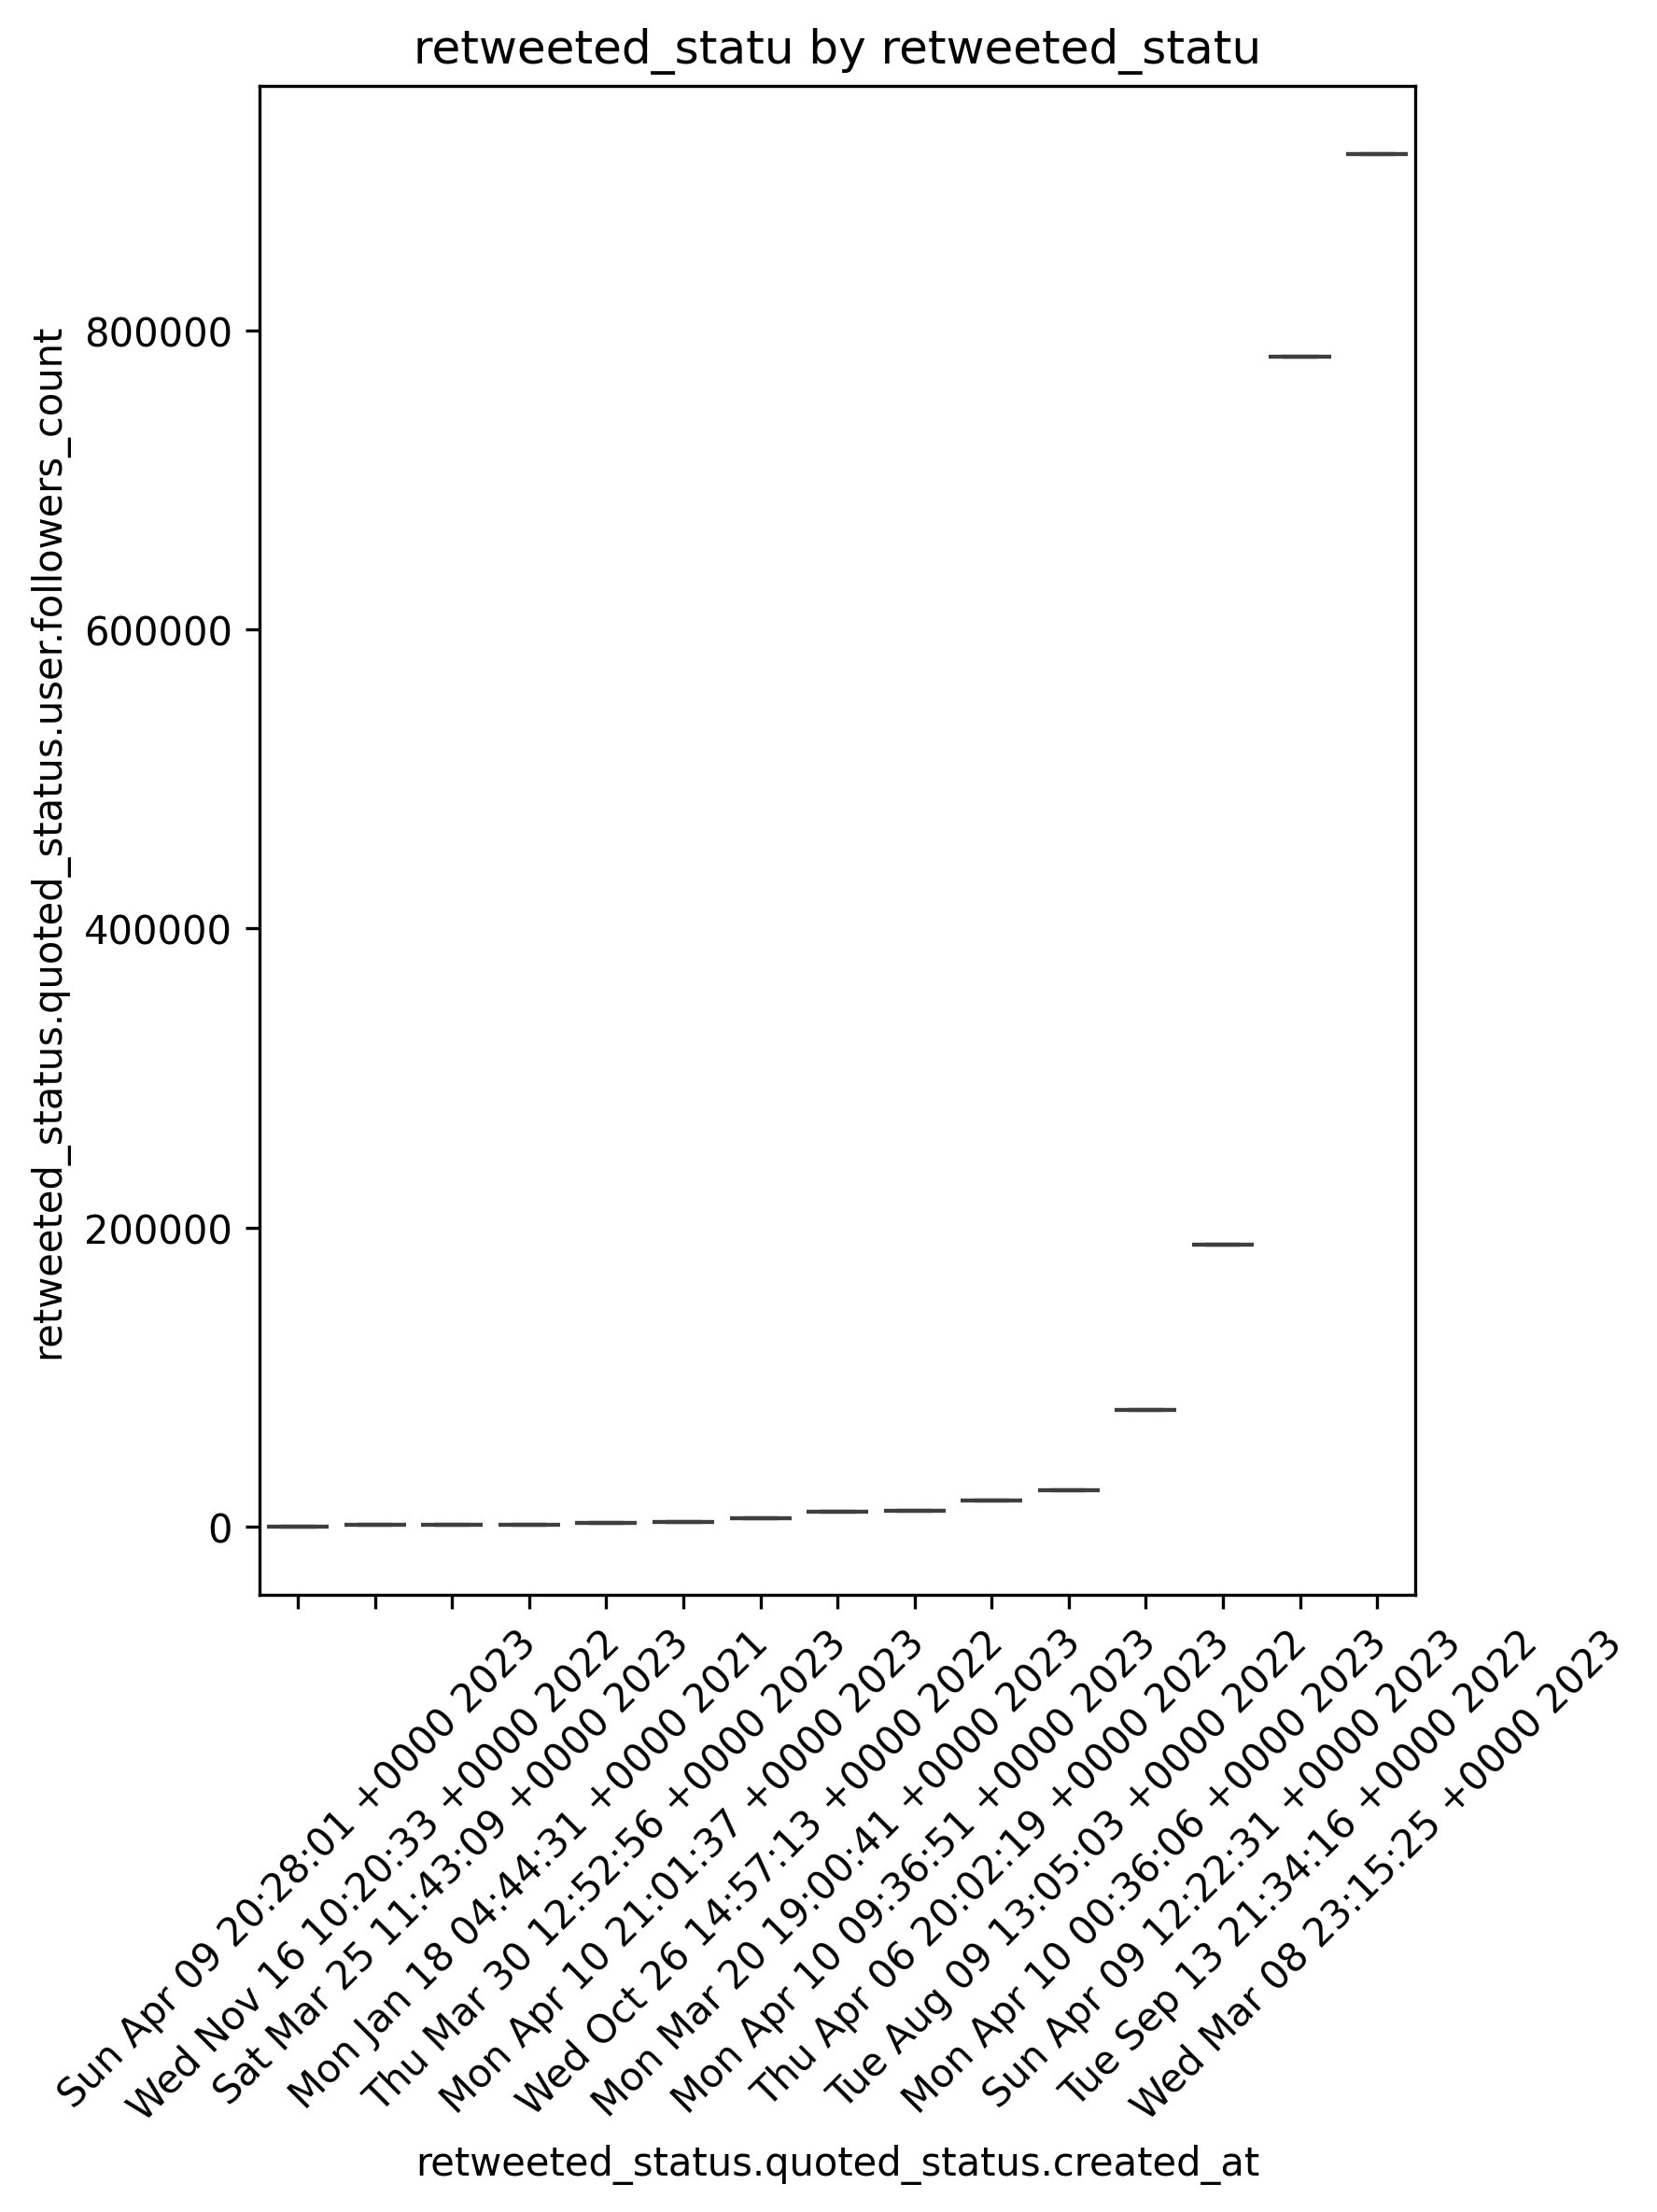 retweeted_statu by retweeted_statu
retweeted_status.quoted_status.user.followers_count
800000
600000
400000
200000
0
Sun Apr 09 20:28:01 +0000 2023
Wed Nov 16 10:20:33 +0000 2022
Sat Mar 25 11:43:09 +0000 2023
Mon Jan 18 04:44:31 +0000 2021
Thu Mar 30 12:52:56 +0000 2023
Mon Apr 10 21:01:37 +0000 2023
Wed Oct 26 14:57:13 +0000 2022
Mon Mar 20 19:00:41 +0000 2023
Mon Apr 10 09:36:51 +0000 2023
Thu Apr 06 20:02:19 +0000 2023
Tue Aug 09 13:05:03 +0000 2022
Mon Apr 10 00:36:06 +0000 2023
Sun Apr 09 12:22:31 +0000 2023
Tue Sep 13 21:34:16 +0000 2022
Wed Mar 08 23:15:25 +0000 2023
retweeted_status.quoted_status.created_at